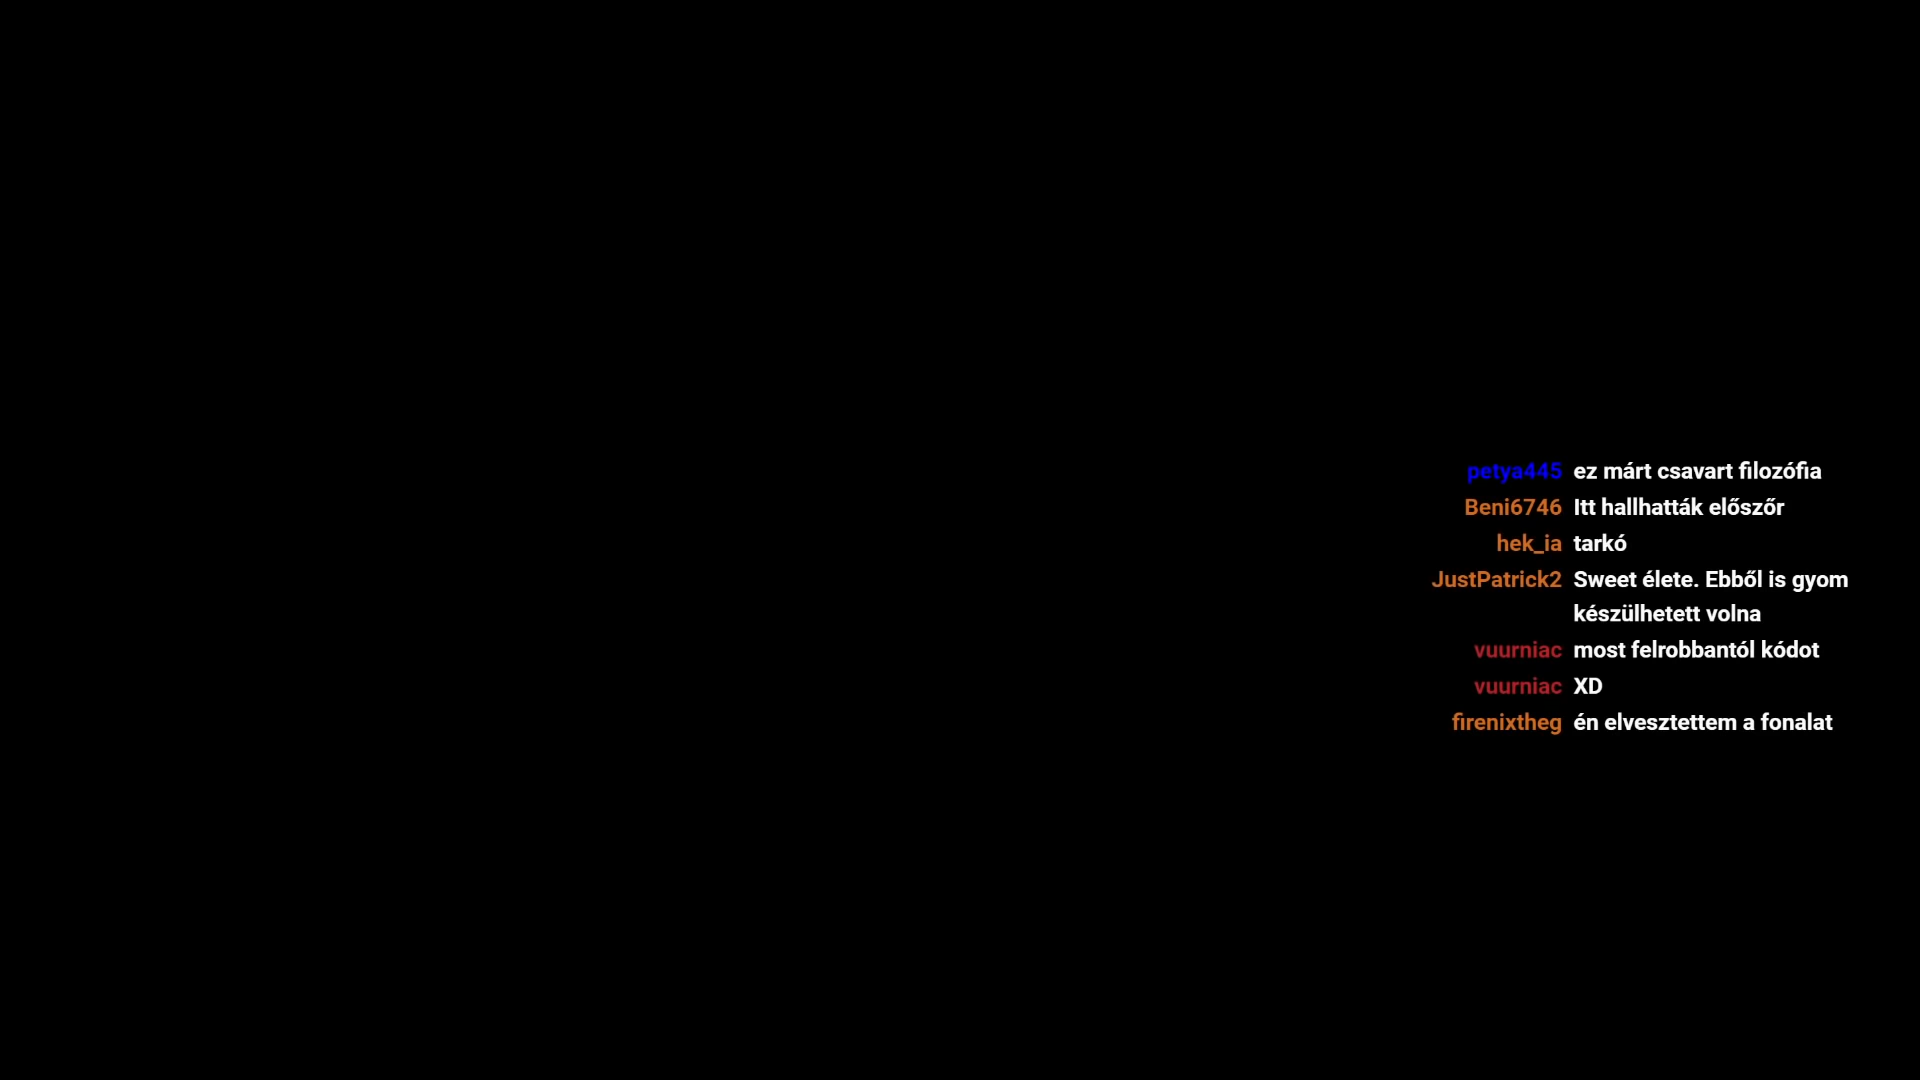 petya445 ez márt csavart filozófia
Beni6746 Itt hallhatták előszőr
hek_ia tarkó
JustPatrick2 Sweet élete. Ebből is gyom
készülhetett volna
vuurniac most felrobbantól kódot
vuurniac XD
firenixtheg én elvesztettem a fonalat